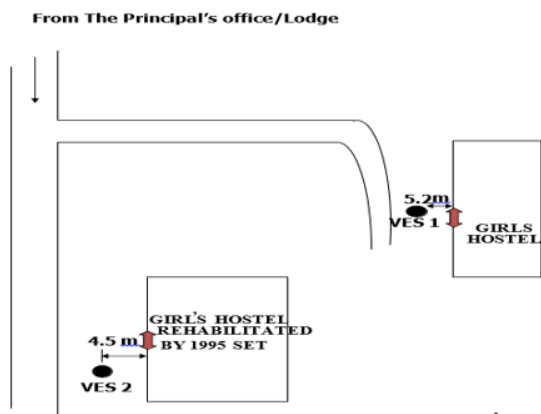 From The Principal's office/Lodge
5.2m
VES 1
GIRLS
HOSTEL
GIRL'S HOSTEL
REHABILITATED
BY 1995 SET
4.5 m
VES 2